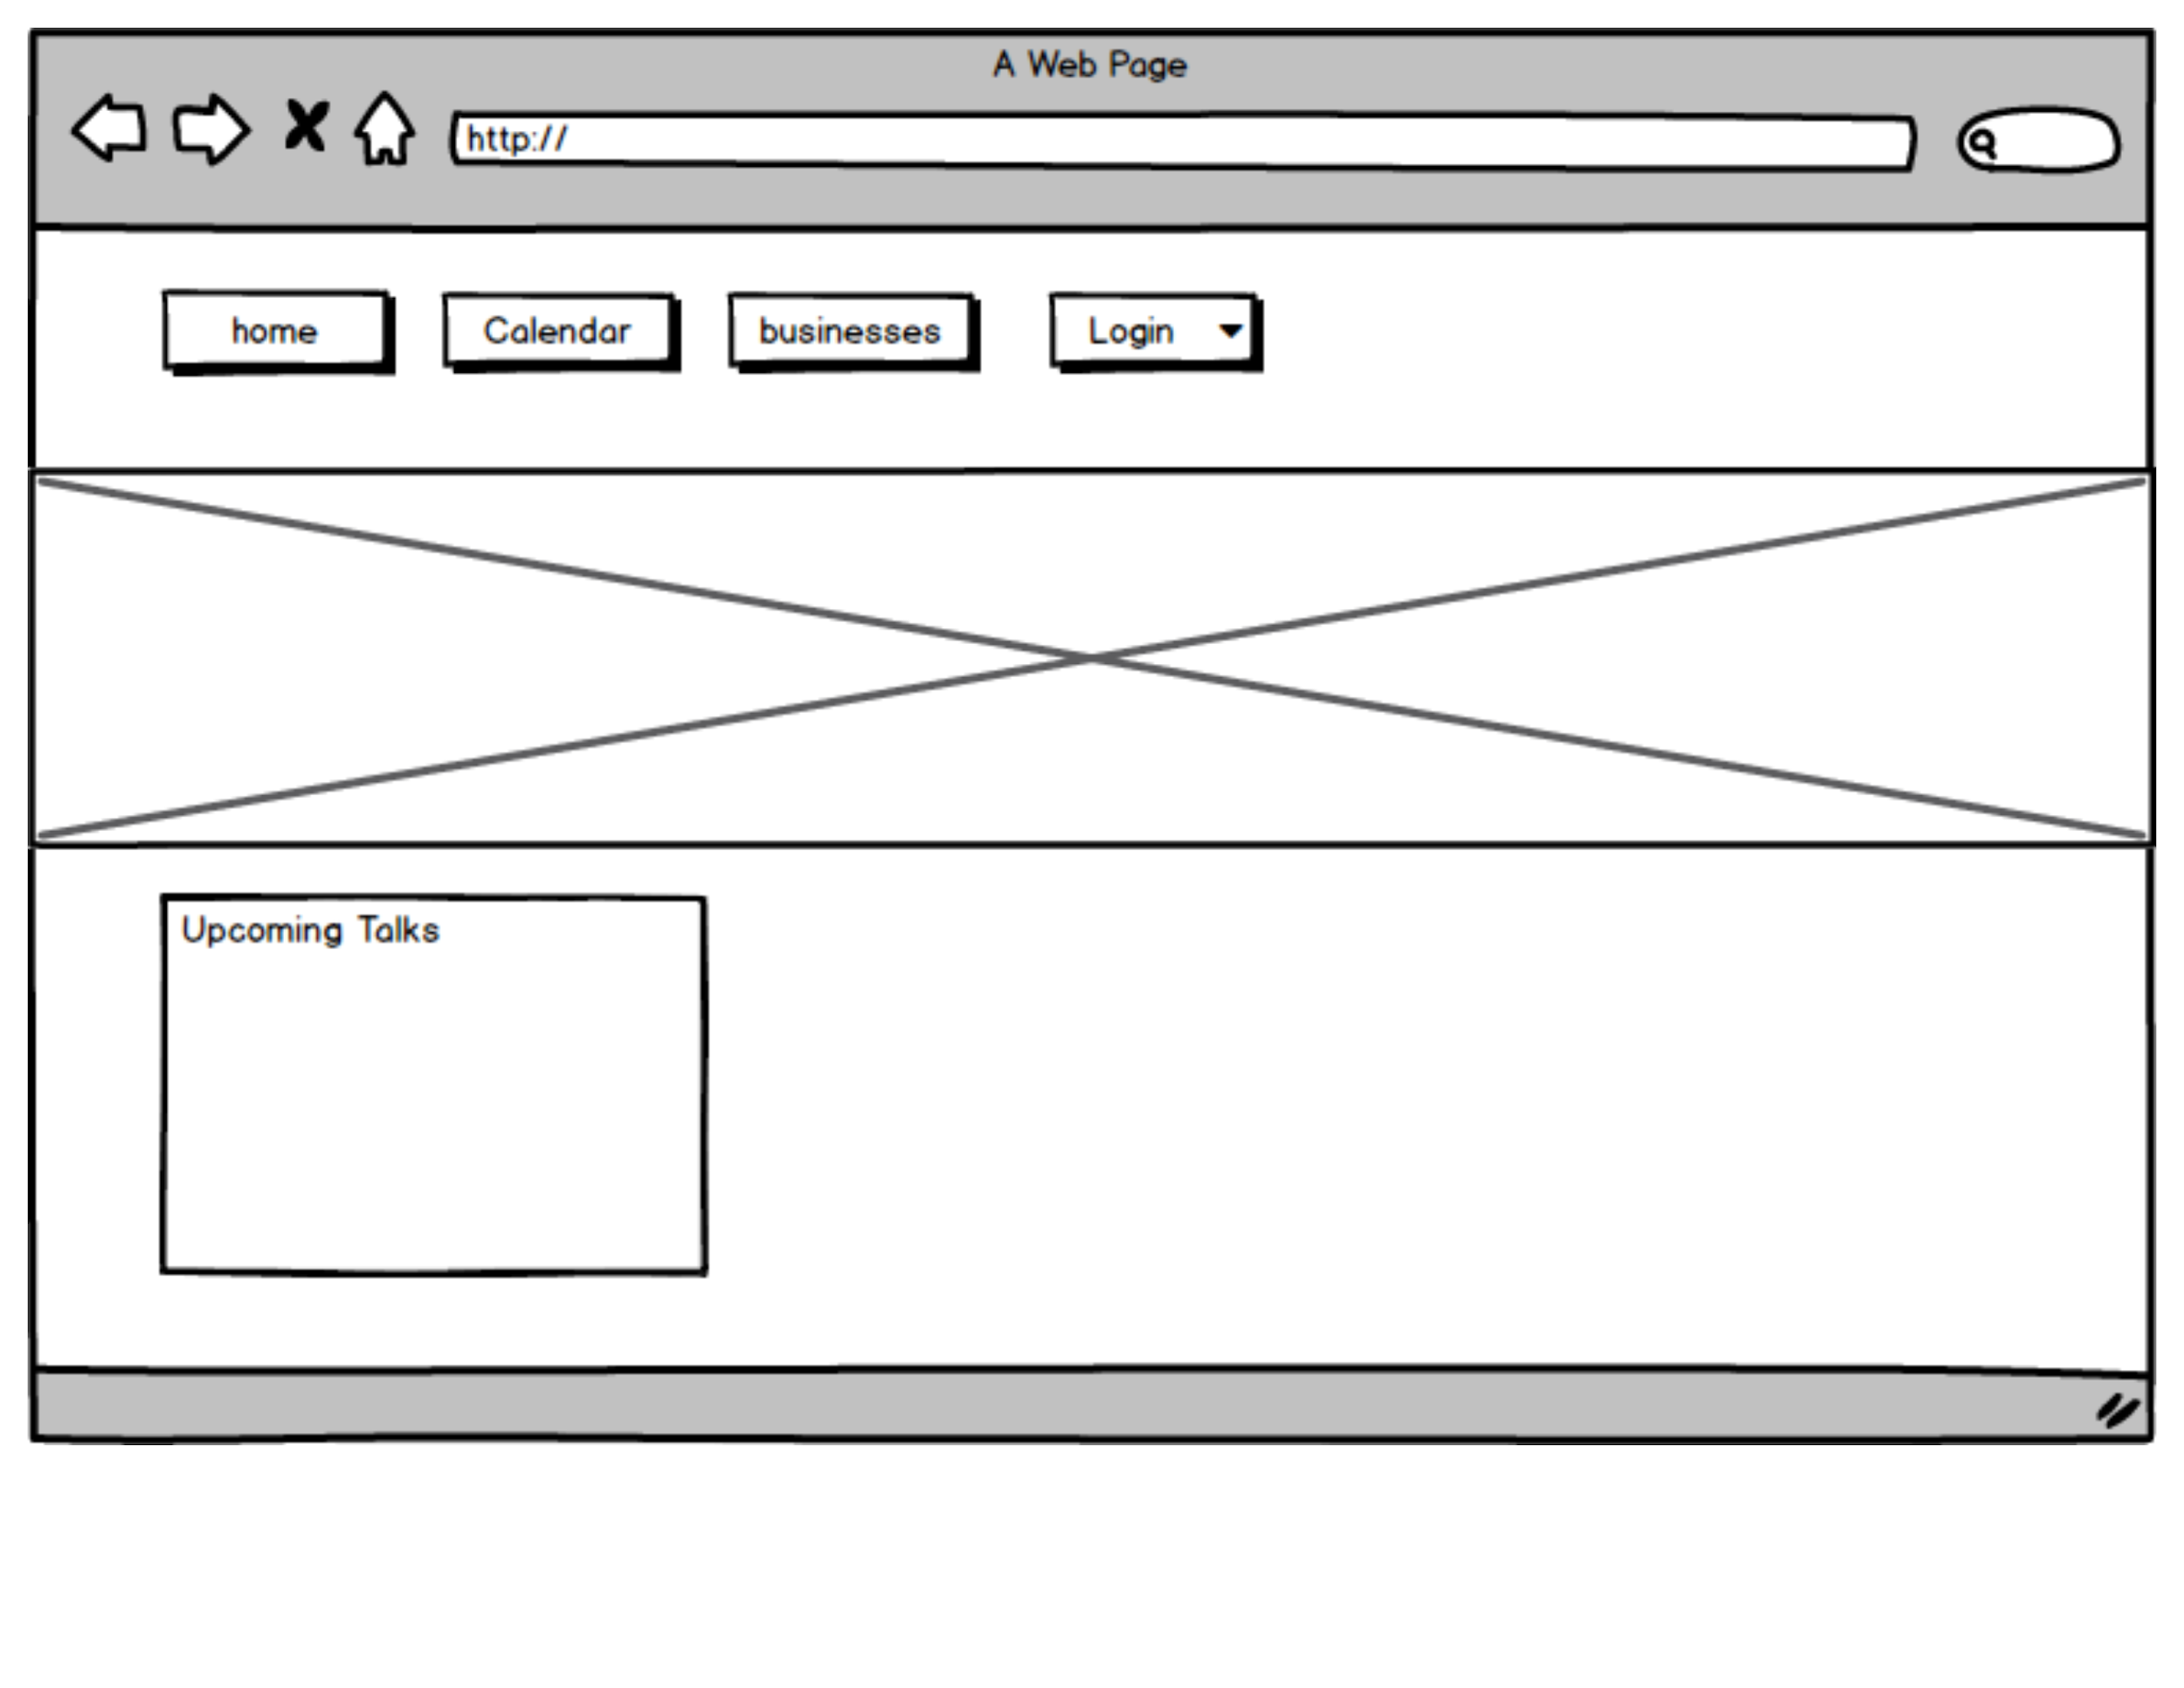 A Web Page
http://
home Calendar businesses Login
Upcoming Talks